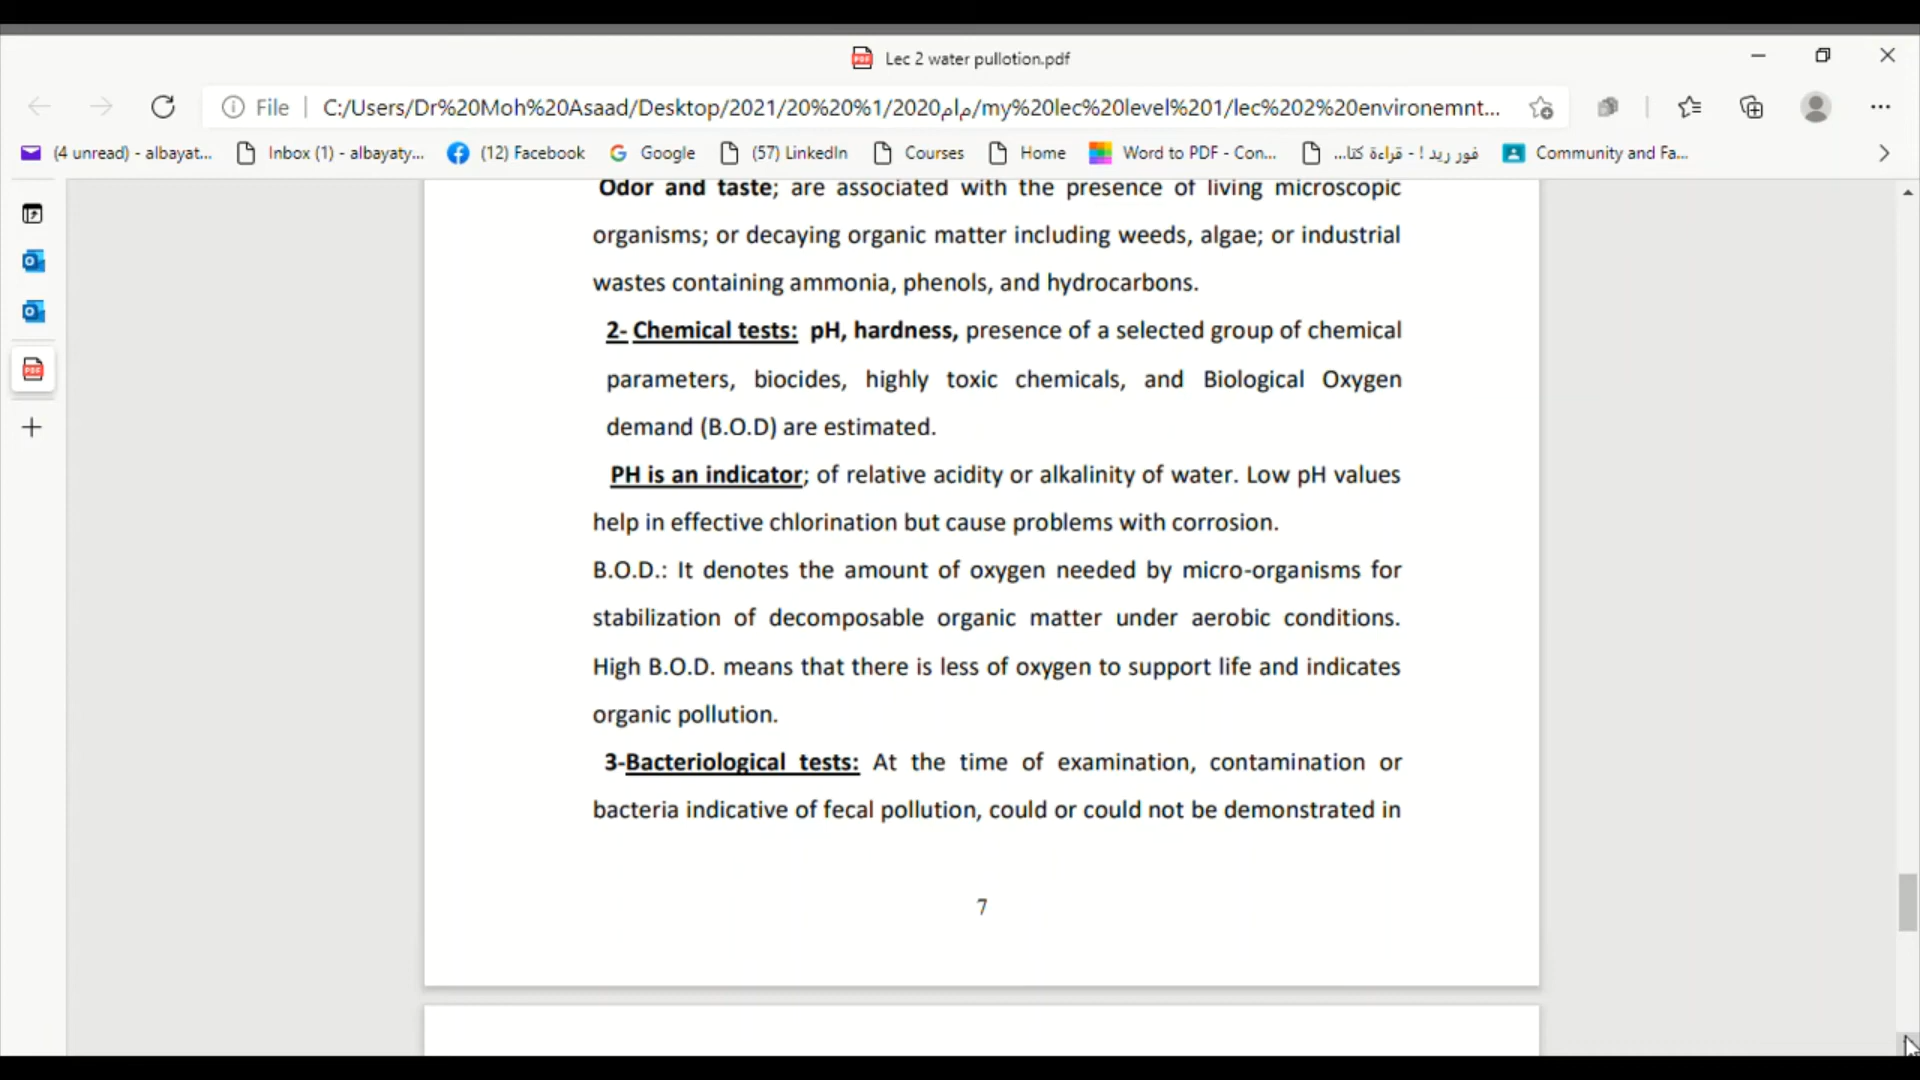 Lec 2 water pullotion.pdf
File
C:/Users/Dr%20Moh%20Asaad/Desktop/2021/20%20%1/2020مام/my%20lec%20level%201/lec%202%20environemnt...
(4 unread) - albayat...
Inbox (1) - albayaty...
(12) Facebook
Google
(57) LinkedIn
Courses
Home
Word to PDF - Con...
فور ريد ! - قراءة كتا...
Community and Fa...
Odor and taste; are associated with the presence of living microscopic
organisms; or decaying organic matter including weeds, algae; or industrial
wastes containing ammonia, phenols, and hydrocarbons.
2- Chemical tests: pH, hardness, presence of a selected group of chemical
parameters, biocides, highly toxic chemicals, and Biological Oxygen
demand (B.O.D) are estimated.
PH is an indicator; of relative acidity or alkalinity of water. Low pH values
help in effective chlorination but cause problems with corrosion.
B.O.D.: It denotes the amount of oxygen needed by micro-organisms for
stabilization of decomposable organic matter under aerobic conditions.
High B.O.D. means that there is less of oxygen to support life and indicates
organic pollution.
3-Bacteriological tests: At the time of examination, contamination or
bacteria indicative of fecal pollution, could or could not be demonstrated in
7